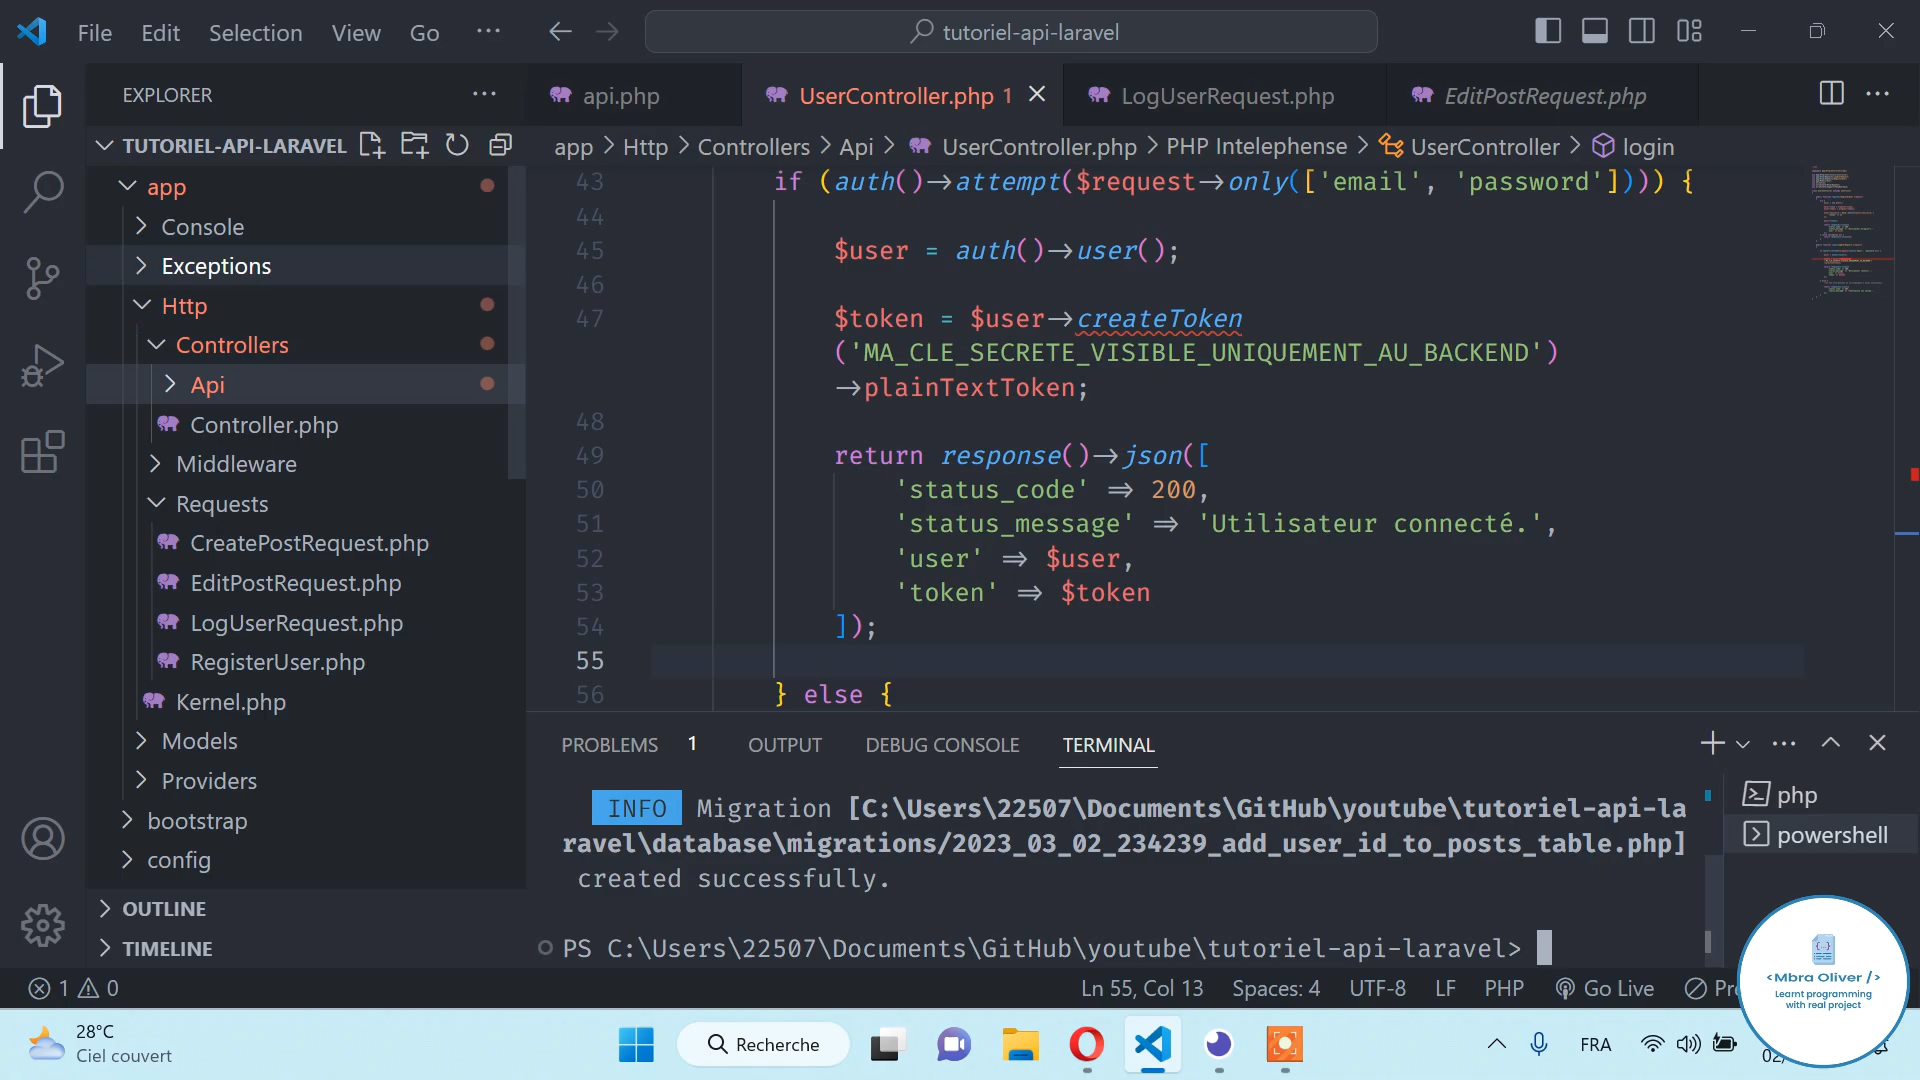 File Edit Selection View Go ···
tutoriel-api-laravel
EXPLORER
api.php
UserController.php 1
LogUserRequest.php
EditPostRequest.php
TUTORIEL-API-LARAVEL
app > Http > Controllers > Api > UserController.php > PHP Intelephense > UserController > login
app
Console
Exceptions
Http
Controllers
Api
Controller.php
Middleware
Requests
CreatePostRequest.php
EditPostRequest.php
LogUserRequest.php
RegisterUser.php
Kernel.php
Models
Providers
bootstrap
config
OUTLINE
TIMELINE
43 if (auth()->attempt($request->only(['email', 'password']))) {
44
45 $user = auth()->user();
46
47 $token = $user->createToken
('MA_CLE_SECRETE_VISIBLE_UNIQUEMENT_AU_BACKEND')
->plainTextToken;
48
49 return response()->json([
50 'status_code' => 200,
51 'status_message' => 'Utilisateur connecté.',
52 'user' => $user,
53 'token' => $token
54 ]);
55
56 } else {
PROBLEMS 1 OUTPUT DEBUG CONSOLE TERMINAL
INFO Migration [C:\Users\22507\Documents\GitHub\youtube\tutoriel-api-la
ravel\database\migrations/2023_03_02_234239_add_user_id_to_posts_table.php]
created successfully.
PS C:\Users\22507\Documents\GitHub\youtube\tutoriel-api-laravel>
php
powershell
1 0
Ln 55, Col 13 Spaces: 4 UTF-8 LF PHP Go Live
<Mbra Oliver />
Learnt programming
with real project
28°C
Ciel couvert
Recherche
FRA